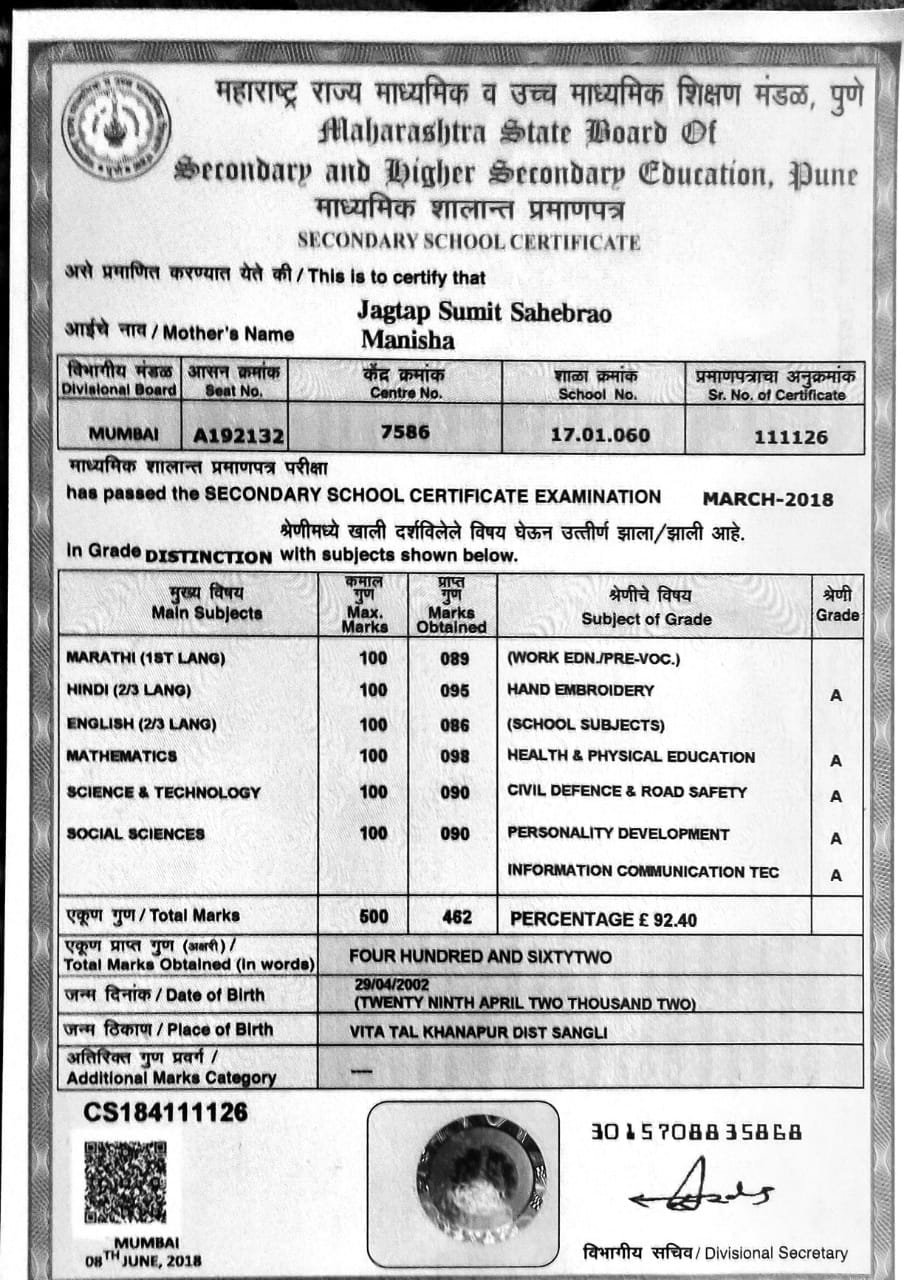 महाराष्ट्र राज्य माध्यमिक व उच्च माध्यमिक शिक्षण मंडळ, पुणे
Maharashtra State Board Of
Secondary and Higher Secondary Education, Pune
माध्यमिक शालान्त प्रमाणपत्र
SECONDARY SCHOOL CERTIFICATE
असे प्रमाणित करण्यात येते की / This is to certify that
Jagtap Sumit Sahebrao
आईचे नाव / Mother's Name Manisha
विभागीय मंडळ आसन क्रमांक केंद्र क्रमांक शाळा क्रमांक प्रमाणपत्राचा अनुक्रमांक
Divisional Board Seat No. Centre No. School No. Sr. No. of Certificate
MUMBAI A192132 7586 17.01.060 111126
माध्यमिक शालान्त प्रमाणपत्र परीक्षा
has passed the SECONDARY SCHOOL CERTIFICATE EXAMINATION MARCH-2018
श्रेणीमध्ये खाली दर्शविलेले विषय घेऊन उत्तीर्ण झाला/झाली आहे.
in Grade DISTINCTION with subjects shown below.
मुख्य विषय कमाल गुण प्राप्त गुण श्रेणीचे विषय श्रेणी
Main Subjects Max. Marks Marks Obtained Subject of Grade Grade
MARATHI (1ST LANG) 100 089 (WORK EDN./PRE-VOC.)
HINDI (2/3 LANG) 100 095 HAND EMBROIDERY A
ENGLISH (2/3 LANG) 100 086 (SCHOOL SUBJECTS)
MATHEMATICS 100 098 HEALTH & PHYSICAL EDUCATION A
SCIENCE & TECHNOLOGY 100 090 CIVIL DEFENCE & ROAD SAFETY A
SOCIAL SCIENCES 100 090 PERSONALITY DEVELOPMENT A
INFORMATION COMMUNICATION TEC A
एकूण गुण / Total Marks 500 462 PERCENTAGE £ 92.40
एकूण प्राप्त गुण (अक्षरी) /
Total Marks Obtained (in words) FOUR HUNDRED AND SIXTYTWO
29/04/2002
जन्म दिनांक / Date of Birth (TWENTY NINTH APRIL TWO THOUSAND TWO)
जन्म ठिकाण / Place of Birth VITA TAL KHANAPUR DIST SANGLI
अतिरिक्त गुण प्रवर्ग /
Additional Marks Category —
CS184111126
3015708835868
MUMBAI
08TH JUNE, 2018
विभागीय सचिव / Divisional Secretary